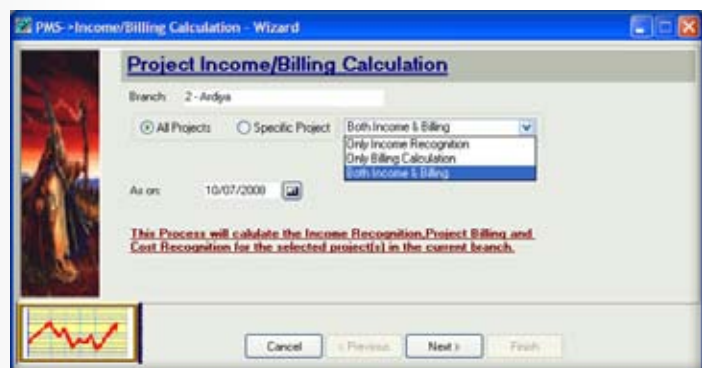 PMS->Income/Billing Calculation - Wizard
Project Income/Billing Calculation
Branch: 2 - Ardiya
All Projects Specific Project Both Income & Billing
Only Income Recognition
Only Billing Calculation
Both Income & Billing
As on: 10/07/2008
This Process will calulate the Income Recognition,Project Billing and
Cost Recognition for the selected project(s) in the current branch.
Cancel < Previous Next > Finish